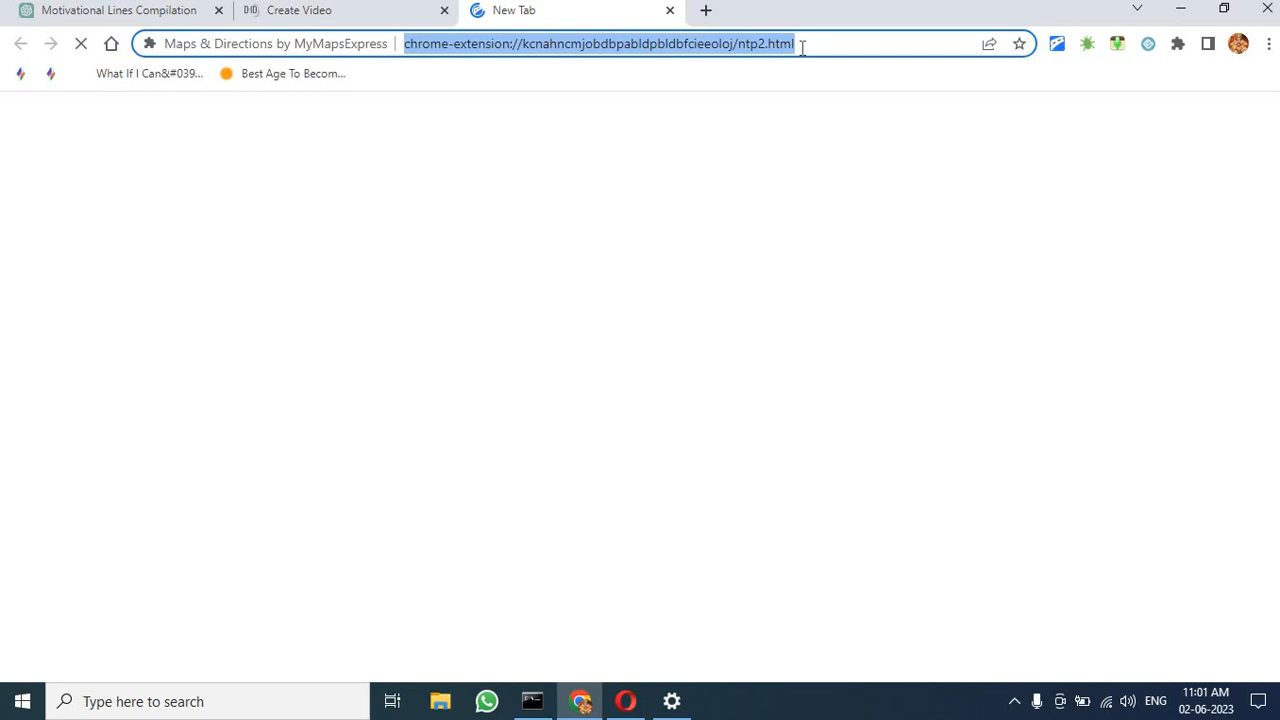 Motivational Lines Compilation
Create Video
New Tab
Maps & Directions by MyMapsExpress
chrome-extension://kcnahncmjobdbpabldpbldbfcieeoloj/ntp2.html
What If I Can&#039...
Best Age To Becom...
Type here to search
ENG
11:01 AM
02-06-2023